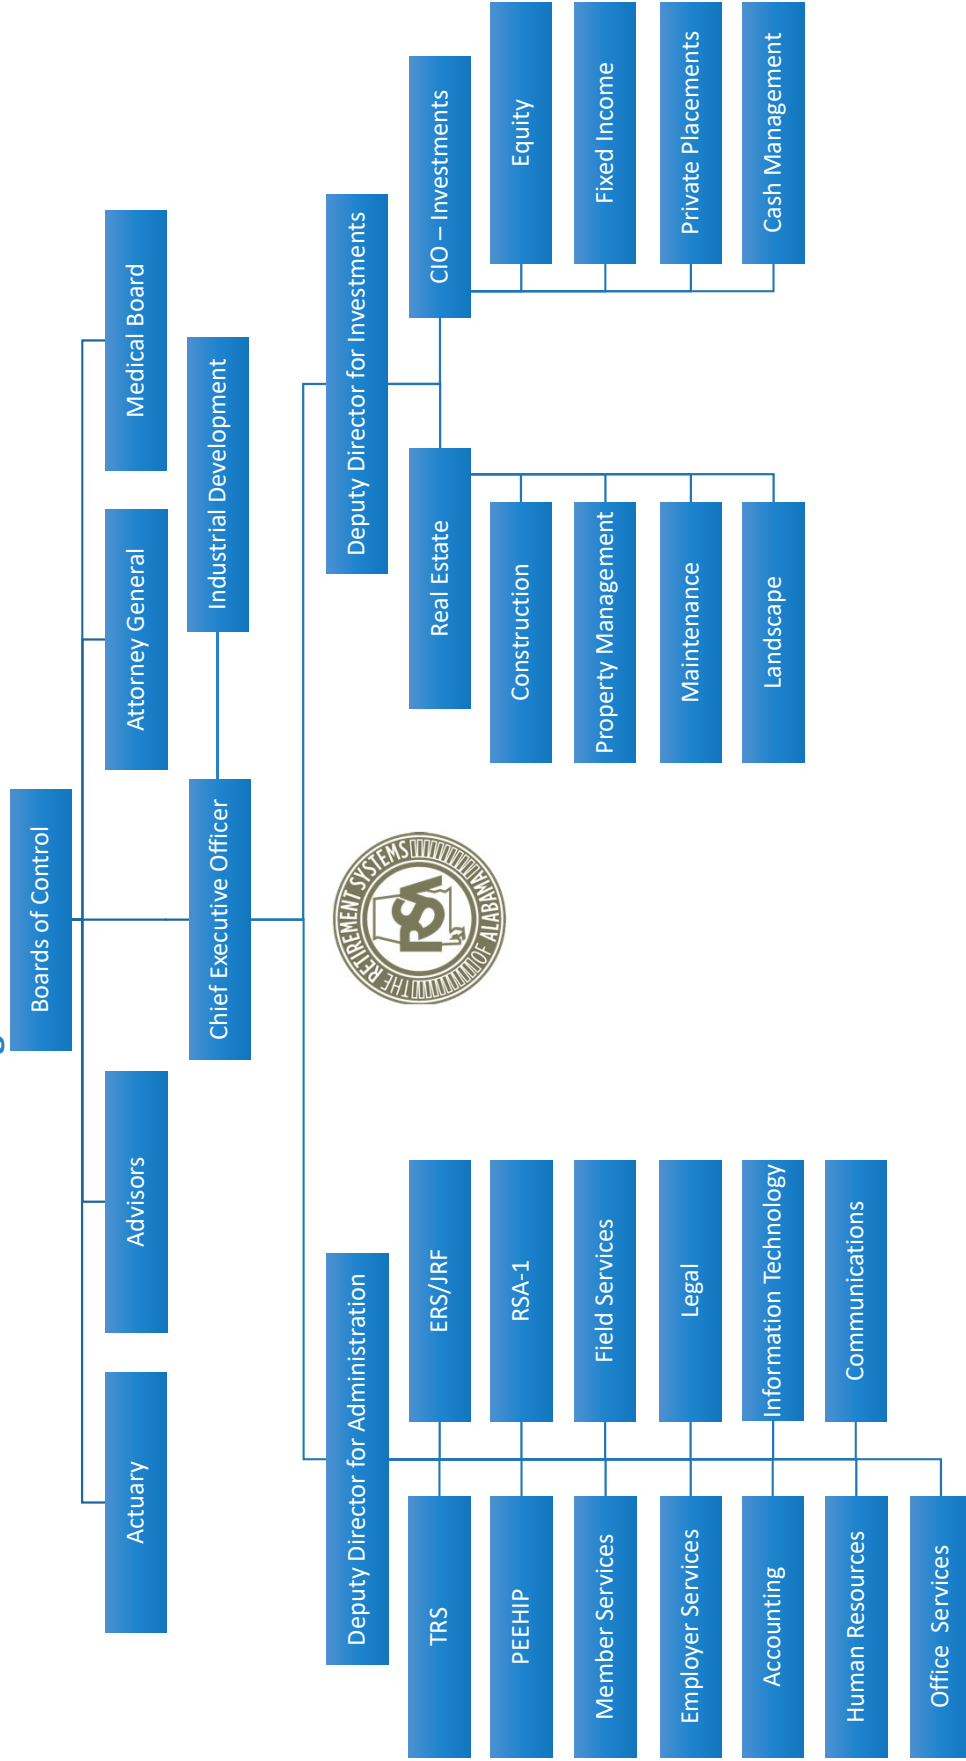 Boards of Control
Actuary
Advisors
Attorney General
Medical Board
Chief Executive Officer
Industrial Development
Deputy Director for Administration
Deputy Director for Investments
TRS
ERS/JRF
PEEHIP
RSA-1
Member Services
Field Services
Employer Services
Legal
Accounting
Information Technology
Human Resources
Communications
Office Services
Real Estate
CIO – Investments
Construction
Equity
Property Management
Fixed Income
Maintenance
Private Placements
Landscape
Cash Management
THE RETIREMENT SYSTEMS
OF ALABAMA
RSA